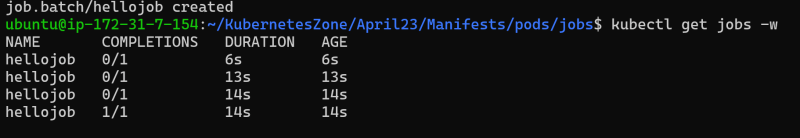 job.batch/hellojob created
ubuntu@ip-172-31-7-154:~/KubernetesZone/April23/Manifests/pods/jobs$ kubectl get jobs -w
NAME       COMPLETIONS   DURATION   AGE
hellojob   0/1           6s         6s
hellojob   0/1           13s        13s
hellojob   0/1           14s        14s
hellojob   1/1           14s        14s